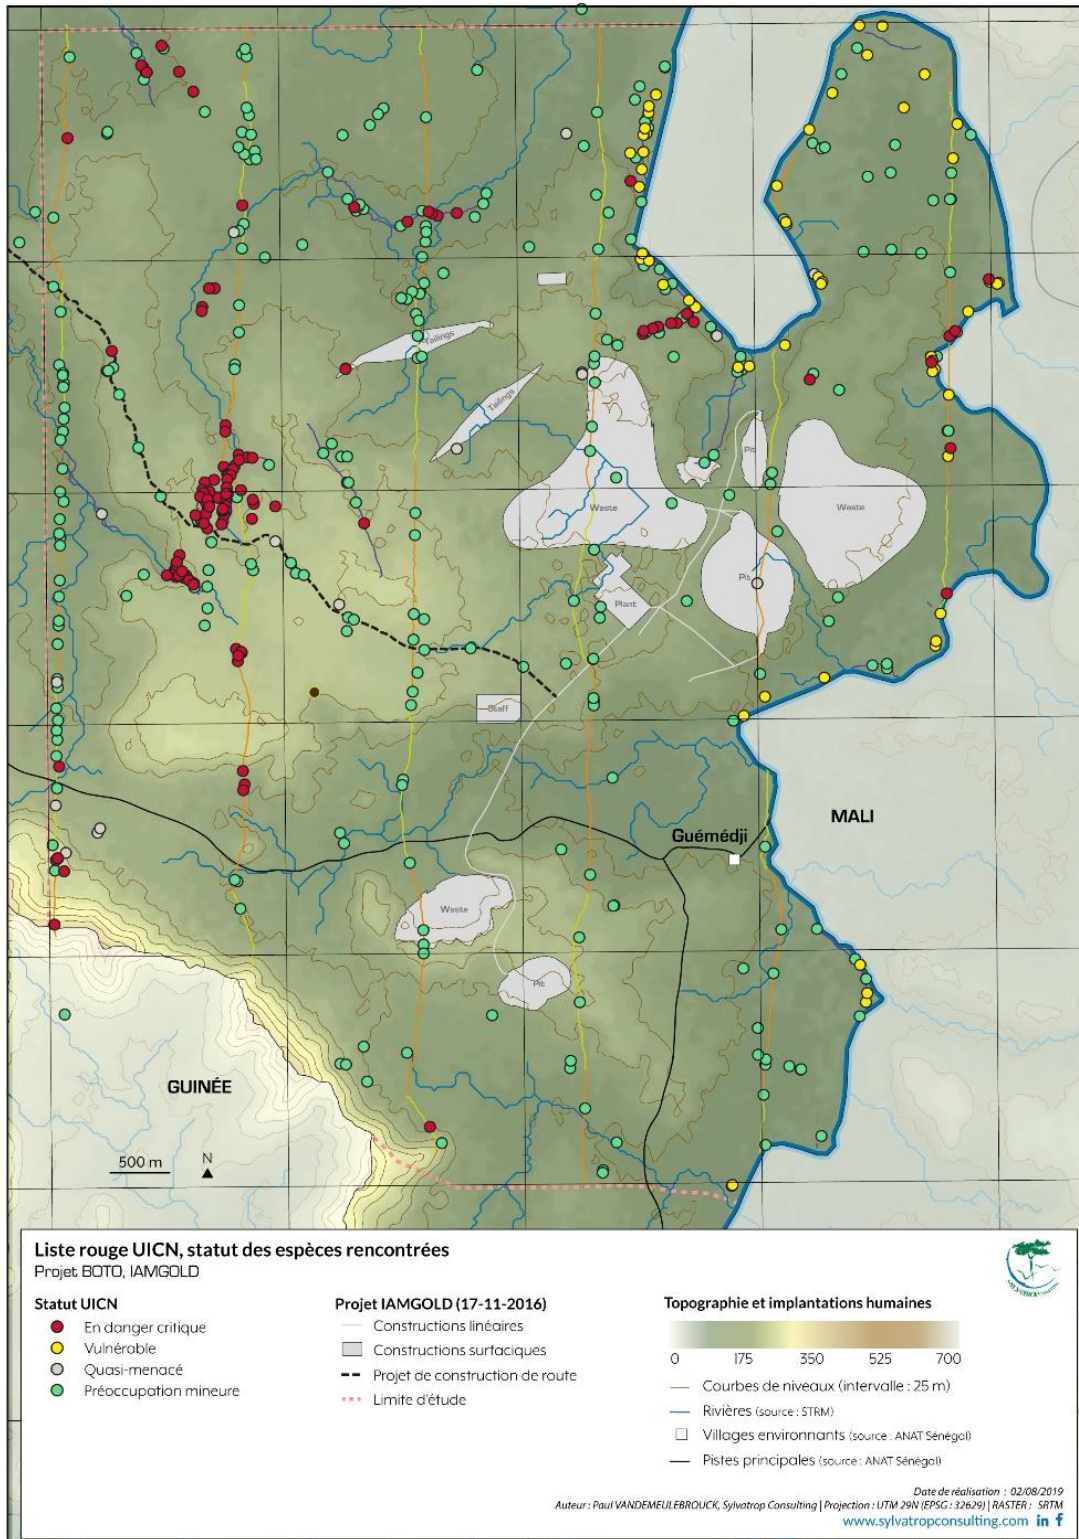 Tailings
Tailings
Pit
Waste
Waste
Pit
Plant
Staff
MALI
Guémédji
Waste
Pit
GUINÉE
500 m
N
Liste rouge UICN, statut des espèces rencontrées
Projet BOTO, IAMGOLD
Statut UICN
En danger critique
Vulnérable
Quasi-menacé
Préoccupation mineure
Projet IAMGOLD (17-11-2016)
Constructions linéaires
Constructions surfaciques
Projet de construction de route
Limite d'étude
Topographie et implantations humaines
0 175 350 525 700
Courbes de niveaux (intervalle : 25 m)
Rivières (source : STRM)
Villages environnants (source : ANAT Sénégal)
Pistes principales (source : ANAT Sénégal)
Date de réalisation : 02/08/2019
Auteur : Paul VANDEMEULEBROUCK, Sylvatrop Consulting | Projection : UTM 29N (EPSG : 32629) | RASTER : SRTM
www.sylvatropconsulting.com in f